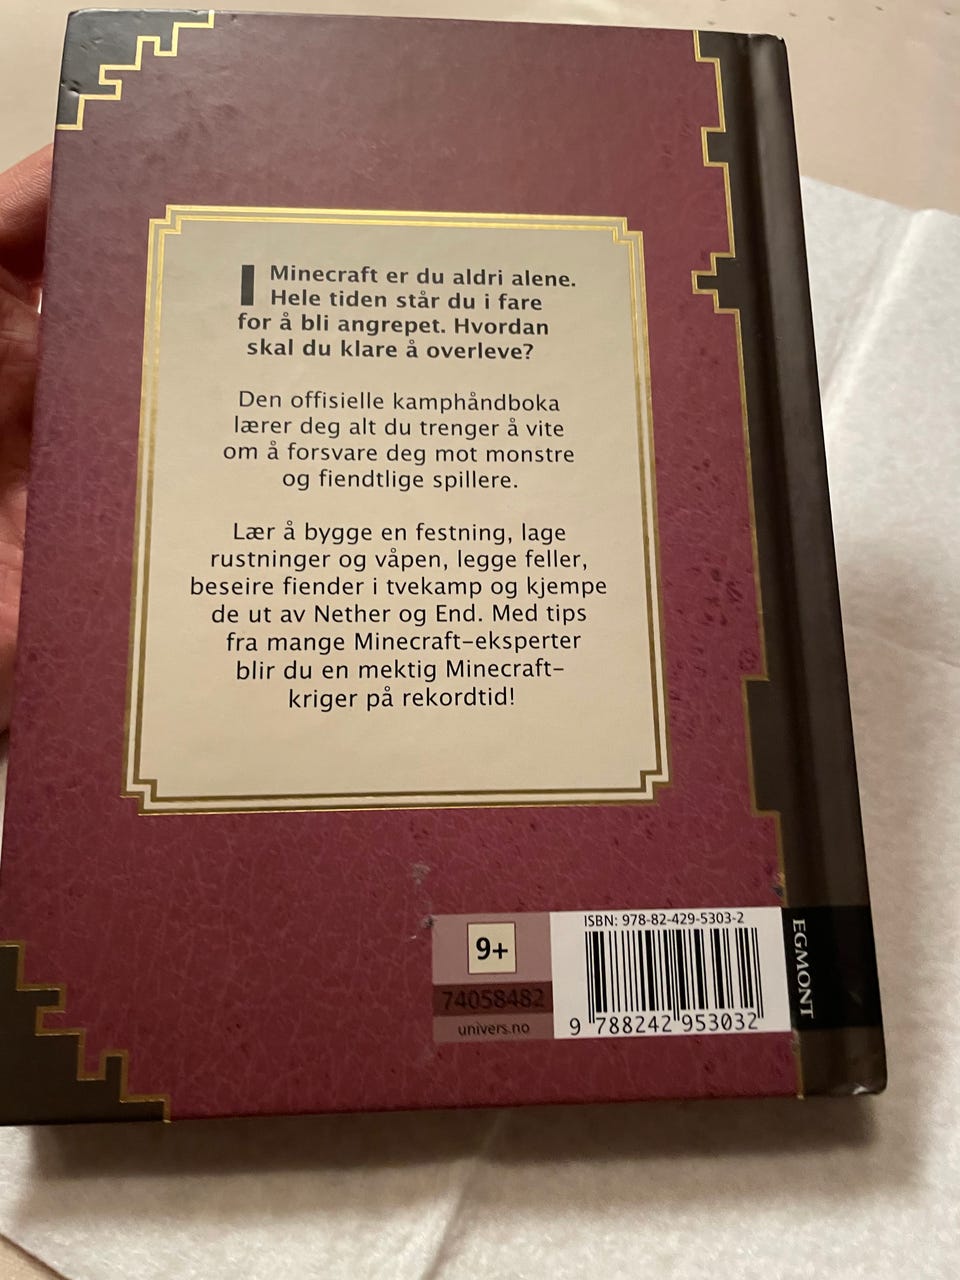 I Minecraft er du aldri alene.
Hele tiden står du i fare
for å bli angrepet. Hvordan
skal du klare å overleve?
Den offisielle kamphåndboka
lærer deg alt du trenger å vite
om å forsvare deg mot monstre
og fiendtlige spillere.
Lær å bygge en festning, lage
rustninger og våpen, legge feller,
beseire fiender i tvekamp og kjempe
de ut av Nether og End. Med tips
fra mange Minecraft-eksperter
blir du en mektig Minecraft-
kriger på rekordtid!
9+
74058482
univers.no
ISBN: 978-82-429-5303-2
9 788242 953032
EGMONT